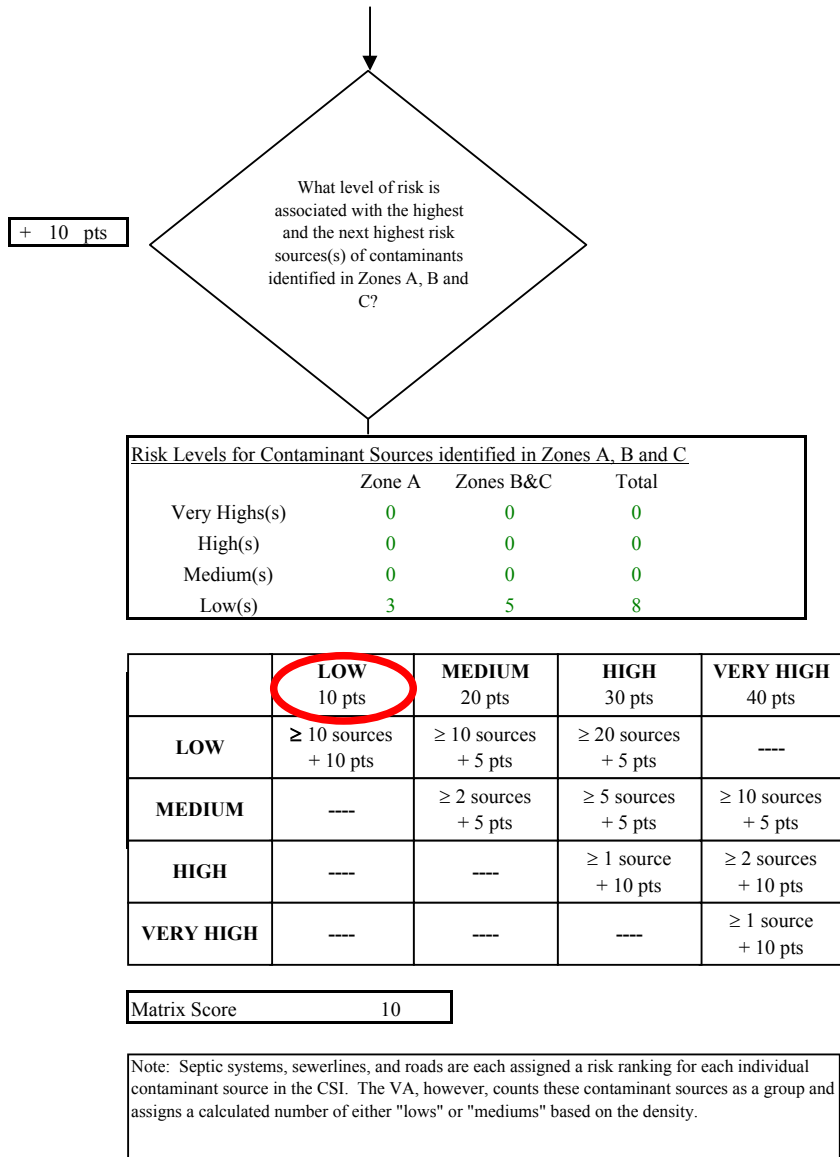 What level of risk is
associated with the highest
and the next highest risk
sources(s) of contaminants
identified in Zones A, B and
C?
+ 10 pts
Risk Levels for Contaminant Sources identified in Zones A, B and C
Zone A Zones B&C Total
Very Highs(s) 0 0 0
High(s) 0 0 0
Medium(s) 0 0 0
Low(s) 3 5 8
LOW MEDIUM HIGH VERY HIGH
10 pts 20 pts 30 pts 40 pts
LOW ≥ 10 sources ≥ 10 sources ≥ 20 sources ----
+ 10 pts + 5 pts + 5 pts
MEDIUM ---- ≥ 2 sources ≥ 5 sources ≥ 10 sources
+ 5 pts + 5 pts + 5 pts
HIGH ---- ---- ≥ 1 source ≥ 2 sources
+ 10 pts + 10 pts
VERY HIGH ---- ---- ---- ≥ 1 source
+ 10 pts
Matrix Score 10
Note: Septic systems, sewerlines, and roads are each assigned a risk ranking for each individual
contaminant source in the CSI. The VA, however, counts these contaminant sources as a group and
assigns a calculated number of either "lows" or "mediums" based on the density.